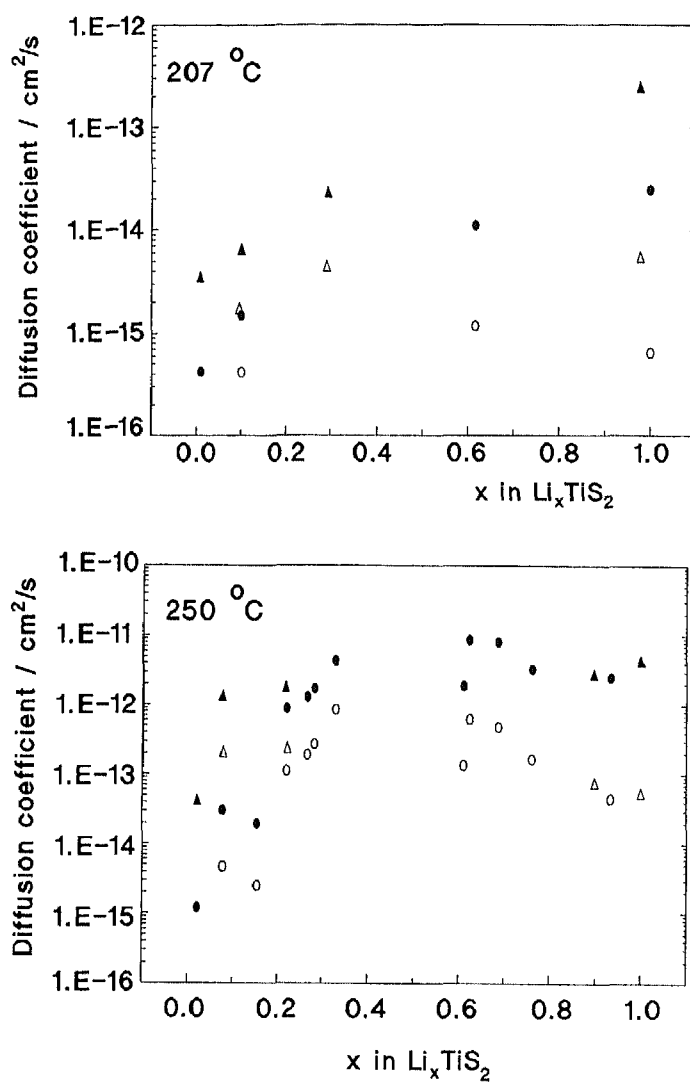 1.E-12
207 °C
1.E-13
1.E-14
1.E-15
1.E-16
Diffusion coefficient / cm²/s
0.0 0.2 0.4 0.6 0.8 1.0
x in LiₓTiS₂
1.E-10
250 °C
1.E-11
1.E-12
1.E-13
1.E-14
1.E-15
1.E-16
Diffusion coefficient / cm²/s
0.0 0.2 0.4 0.6 0.8 1.0
x in LiₓTiS₂